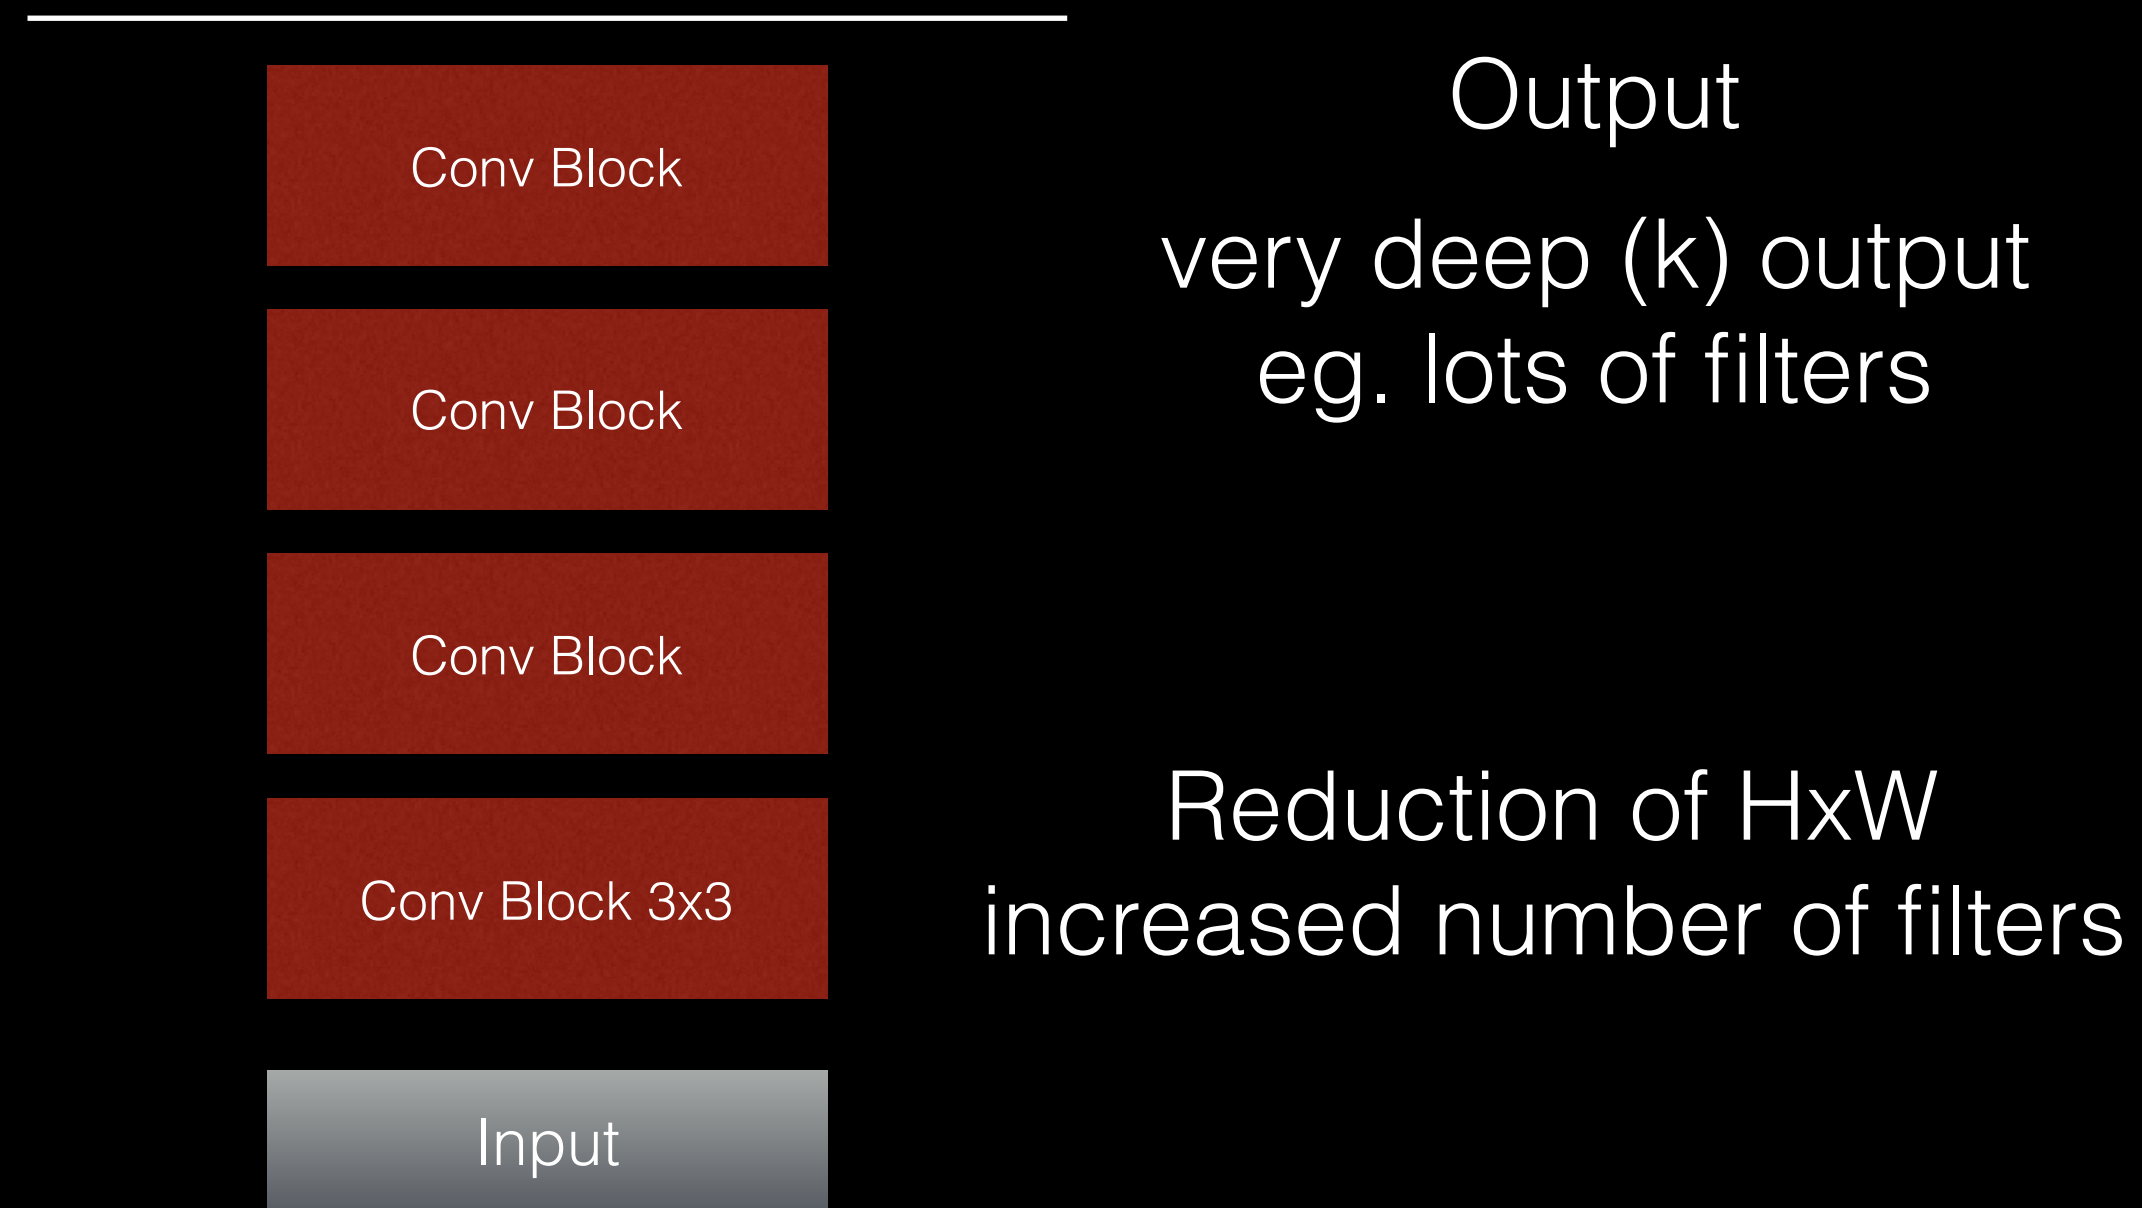 Conv Block
Conv Block
Conv Block
Conv Block 3x3
Input
Output
very deep (k) output
eg. lots of filters
Reduction of HxW
increased number of filters